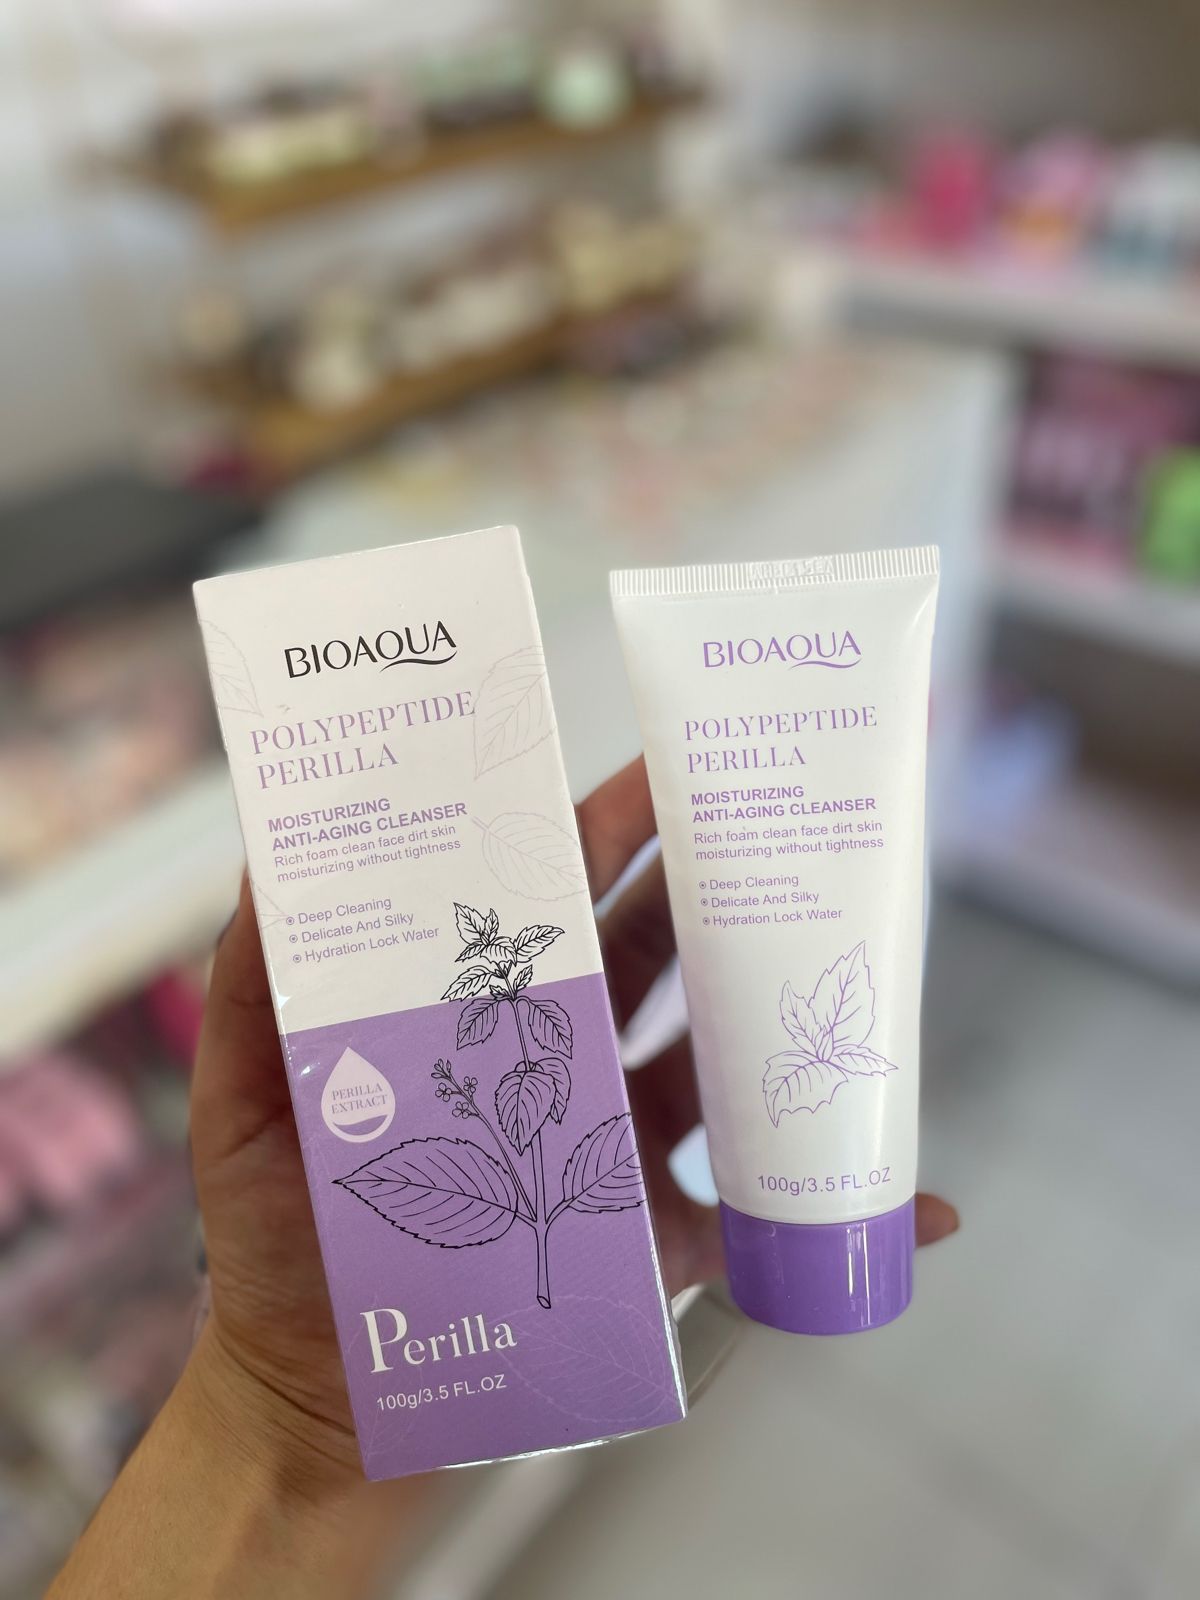 BIOAQUA
POLYPEPTIDE
PERILLA
MOISTURIZING
ANTI-AGING CLEANSER
Rich foam clean face dirt skin
moisturizing without tightness
Deep Cleaning
Delicate And Silky
Hydration Lock Water
PERILLA
EXTRACT
Perilla
100g/3.5 FL.OZ
BIOAQUA
POLYPEPTIDE
PERILLA
MOISTURIZING
ANTI-AGING CLEANSER
Rich foam clean face dirt skin
moisturizing without tightness
Deep Cleaning
Delicate And Silky
Hydration Lock Water
100g/3.5 FL.OZ